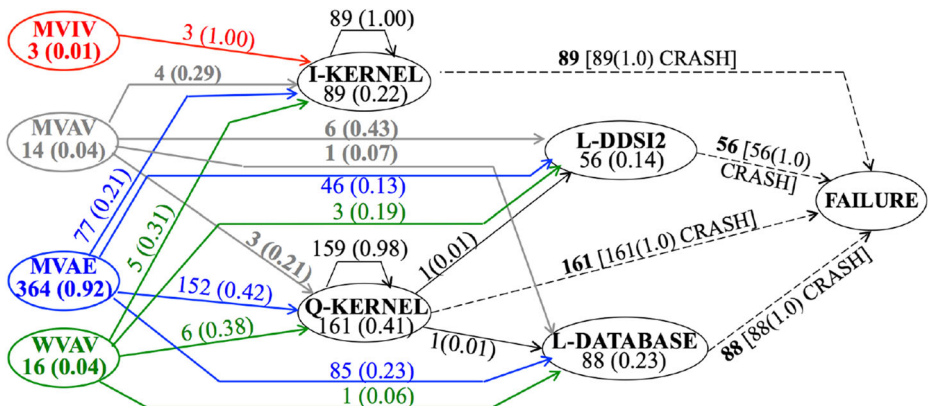 MVIV
3 (0.01)
3 (1.00)
89 (1.00)
I-KERNEL
89 (0.22)
89 [89(1.0) CRASH]
4 (0.29)
MVAV
14 (0.04)
6 (0.43)
1 (0.07)
L-DDSI2
56 (0.14)
56 [56(1.0)
CRASH]
FAILURE
77 (0.21)
46 (0.13)
5 (0.31)
3 (0.19)
3 (0.21)
159 (0.98)
1(0.01)
161 [161(1.0) CRASH]
MVAE
364 (0.92)
152 (0.42)
Q-KERNEL
161 (0.41)
6 (0.38)
1(0.01)
L-DATABASE
88 (0.23)
88 [88(1.0) CRASH]
WVAV
16 (0.04)
85 (0.23)
1 (0.06)